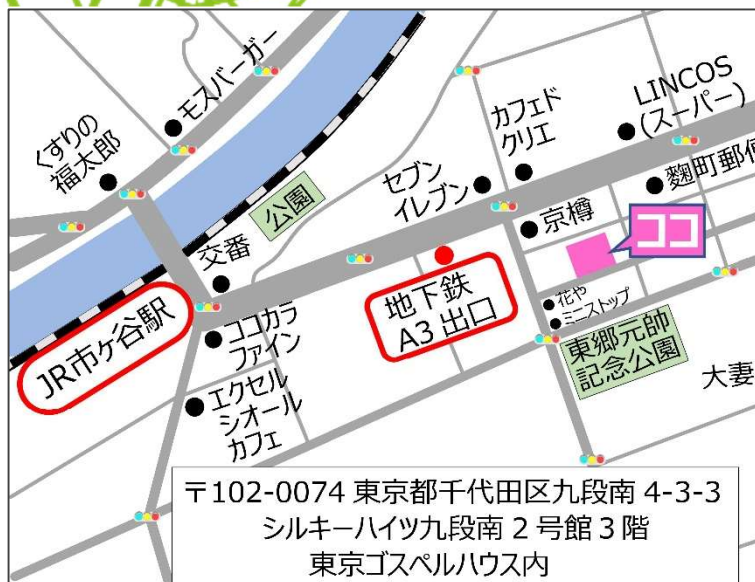 モスバーガー
くすりの
福太郎
LINCOS
(スーパー)
カフェド
クリエ
セブン
イレブン
麴町郵便
公園
京樽
ココ
交番
地下鉄
A3 出口
花や
ミニストップ
JR市ヶ谷駅
ココカラ
ファイン
東郷元帥
記念公園
エクセル
シオール
カフェ
大妻
〒102-0074 東京都千代田区九段南 4-3-3
シルキーハイツ九段南 2 号館 3 階
東京ゴスペルハウス内